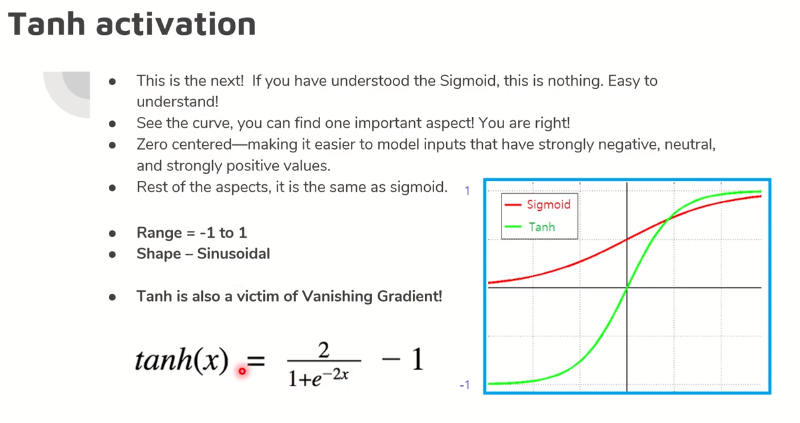 Tanh activation
● This is the next!  If you have understood the Sigmoid, this is nothing. Easy to
understand!
● See the curve, you can find one important aspect! You are right!
● Zero centered—making it easier to model inputs that have strongly negative, neutral,
and strongly positive values.
● Rest of the aspects, it is the same as sigmoid.
● Range = -1 to 1
● Shape – Sinusoidal
● Tanh is also a victim of Vanishing Gradient!
tanh(x) = 2 / (1+e^(−2x)) − 1
1
Sigmoid
Tanh
-1